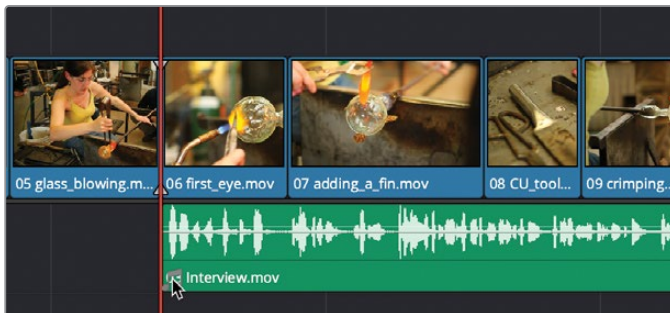 05 glass_blowing.m...
06 first_eye.mov
07 adding_a_fin.mov
08 CU_tool...
09 crimping...
Interview.mov